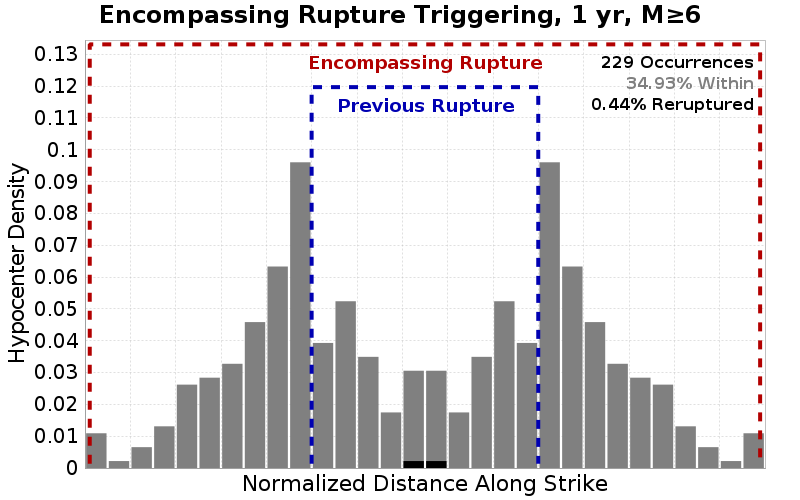 Encompassing Rupture Triggering, 1 yr, M≥6
Encompassing Rupture
229 Occurrences
34.93% Within
0.44% Reruptured
Previous Rupture
Hypocenter Density
0.13
0.12
0.11
0.1
0.09
0.08
0.07
0.06
0.05
0.04
0.03
0.02
0.01
0
Normalized Distance Along Strike